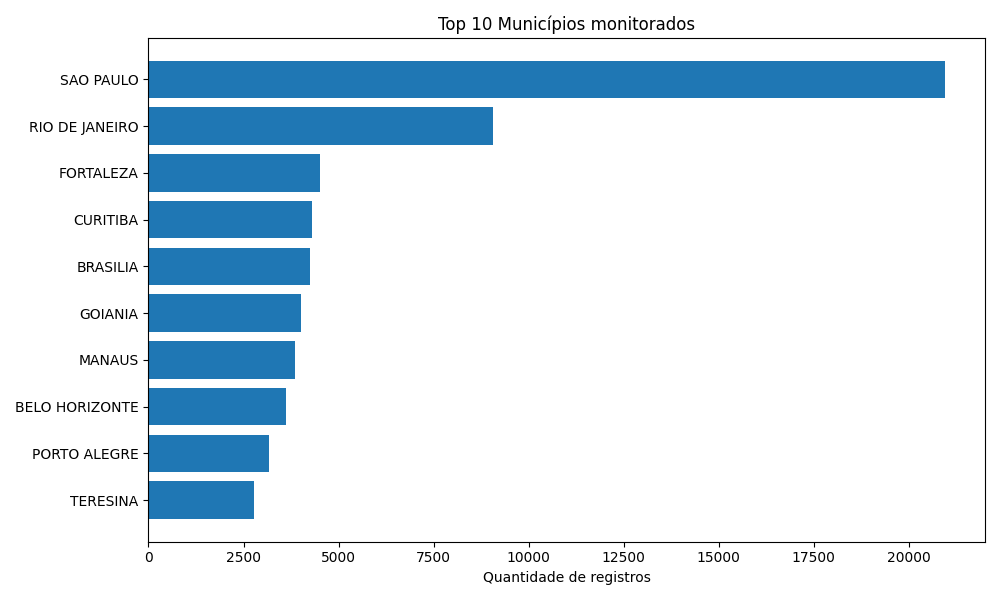 Top 10 Municípios monitorados
SAO PAULO
RIO DE JANEIRO
FORTALEZA
CURITIBA
BRASILIA
GOIANIA
MANAUS
BELO HORIZONTE
PORTO ALEGRE
TERESINA
0 2500 5000 7500 10000 12500 15000 17500 20000
Quantidade de registros